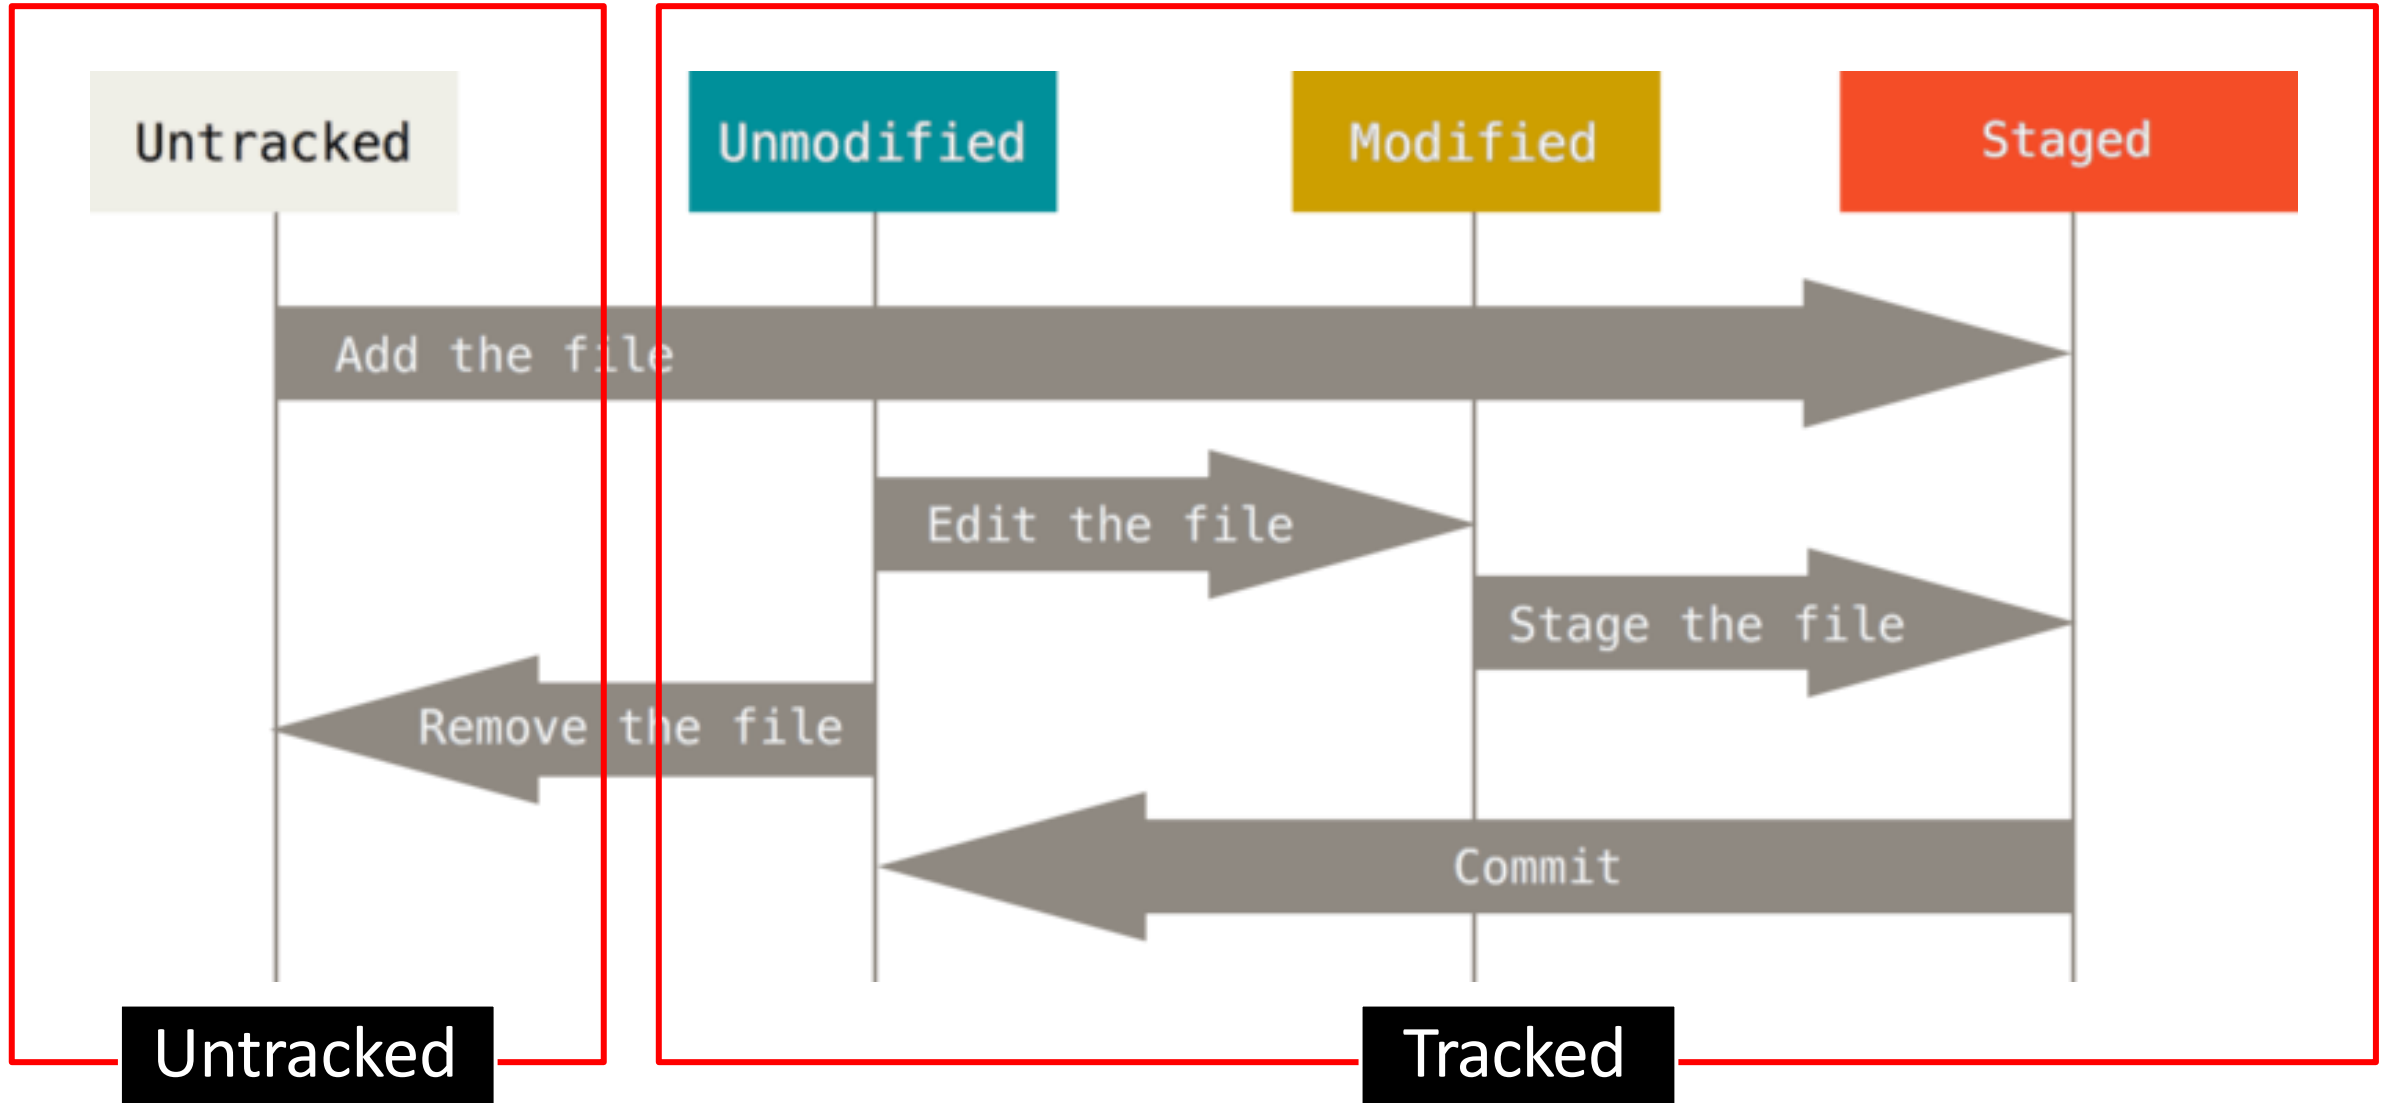 Untracked
Unmodified
Modified
Staged
Add the file
Edit the file
Stage the file
Remove the file
Commit
Untracked
Tracked